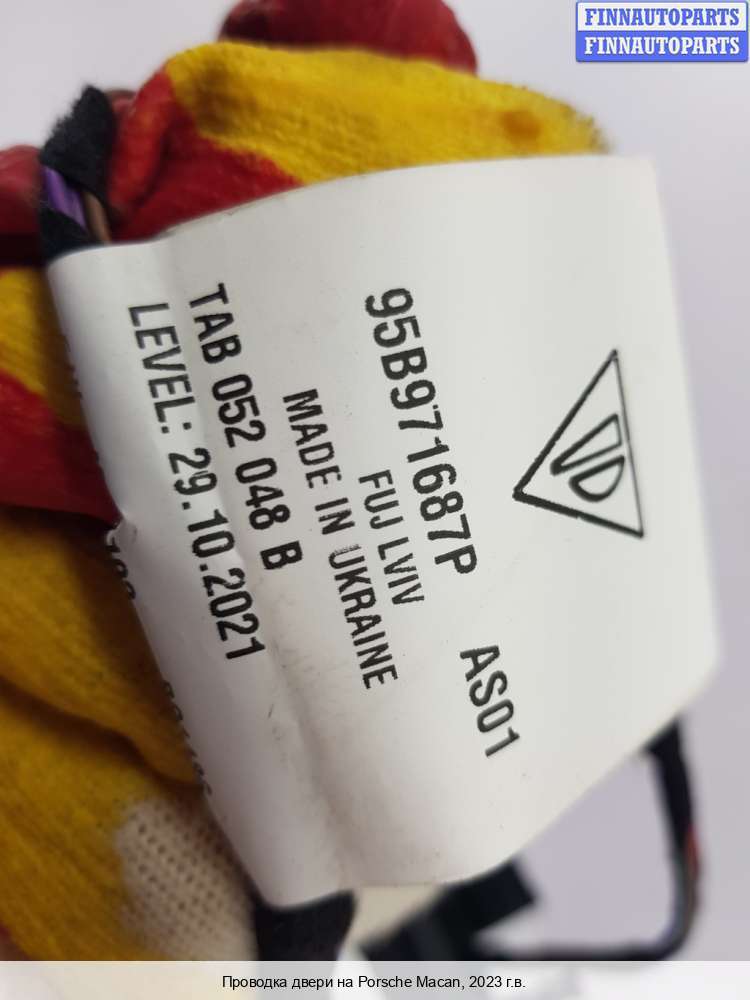 FINNAUTOPARTS
FINNAUTOPARTS
95B971687P AS01
FUJ LVIV
MADE IN UKRAINE
TAB 052 048 B
LEVEL: 29.10.2021
Проводка двери на Porsche Macan, 2023 г.в.